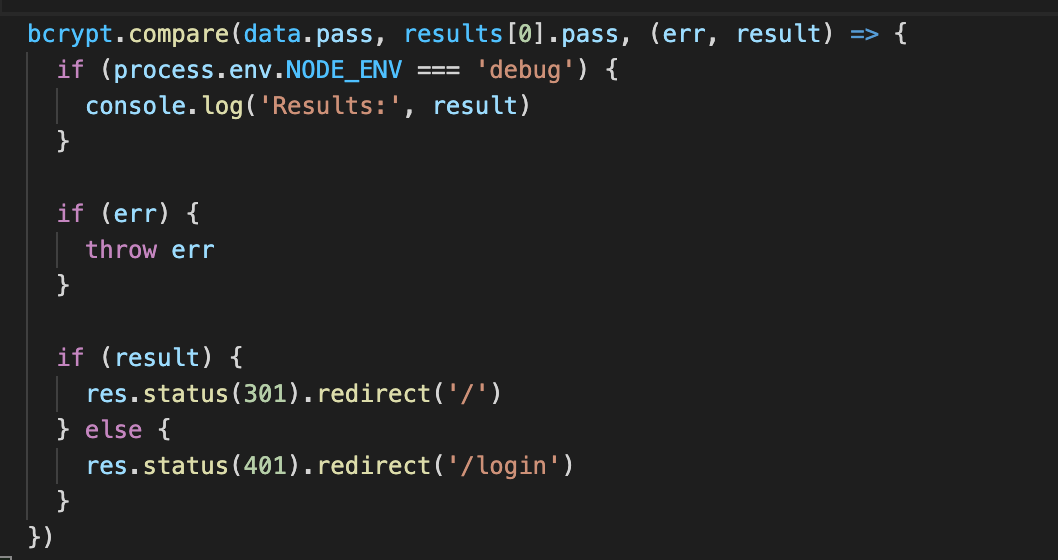 bcrypt.compare(data.pass, results[0].pass, (err, result) => {
  if (process.env.NODE_ENV === 'debug') {
    console.log('Results:', result)
  }

  if (err) {
    throw err
  }

  if (result) {
    res.status(301).redirect('/')
  } else {
    res.status(401).redirect('/login')
  }
})